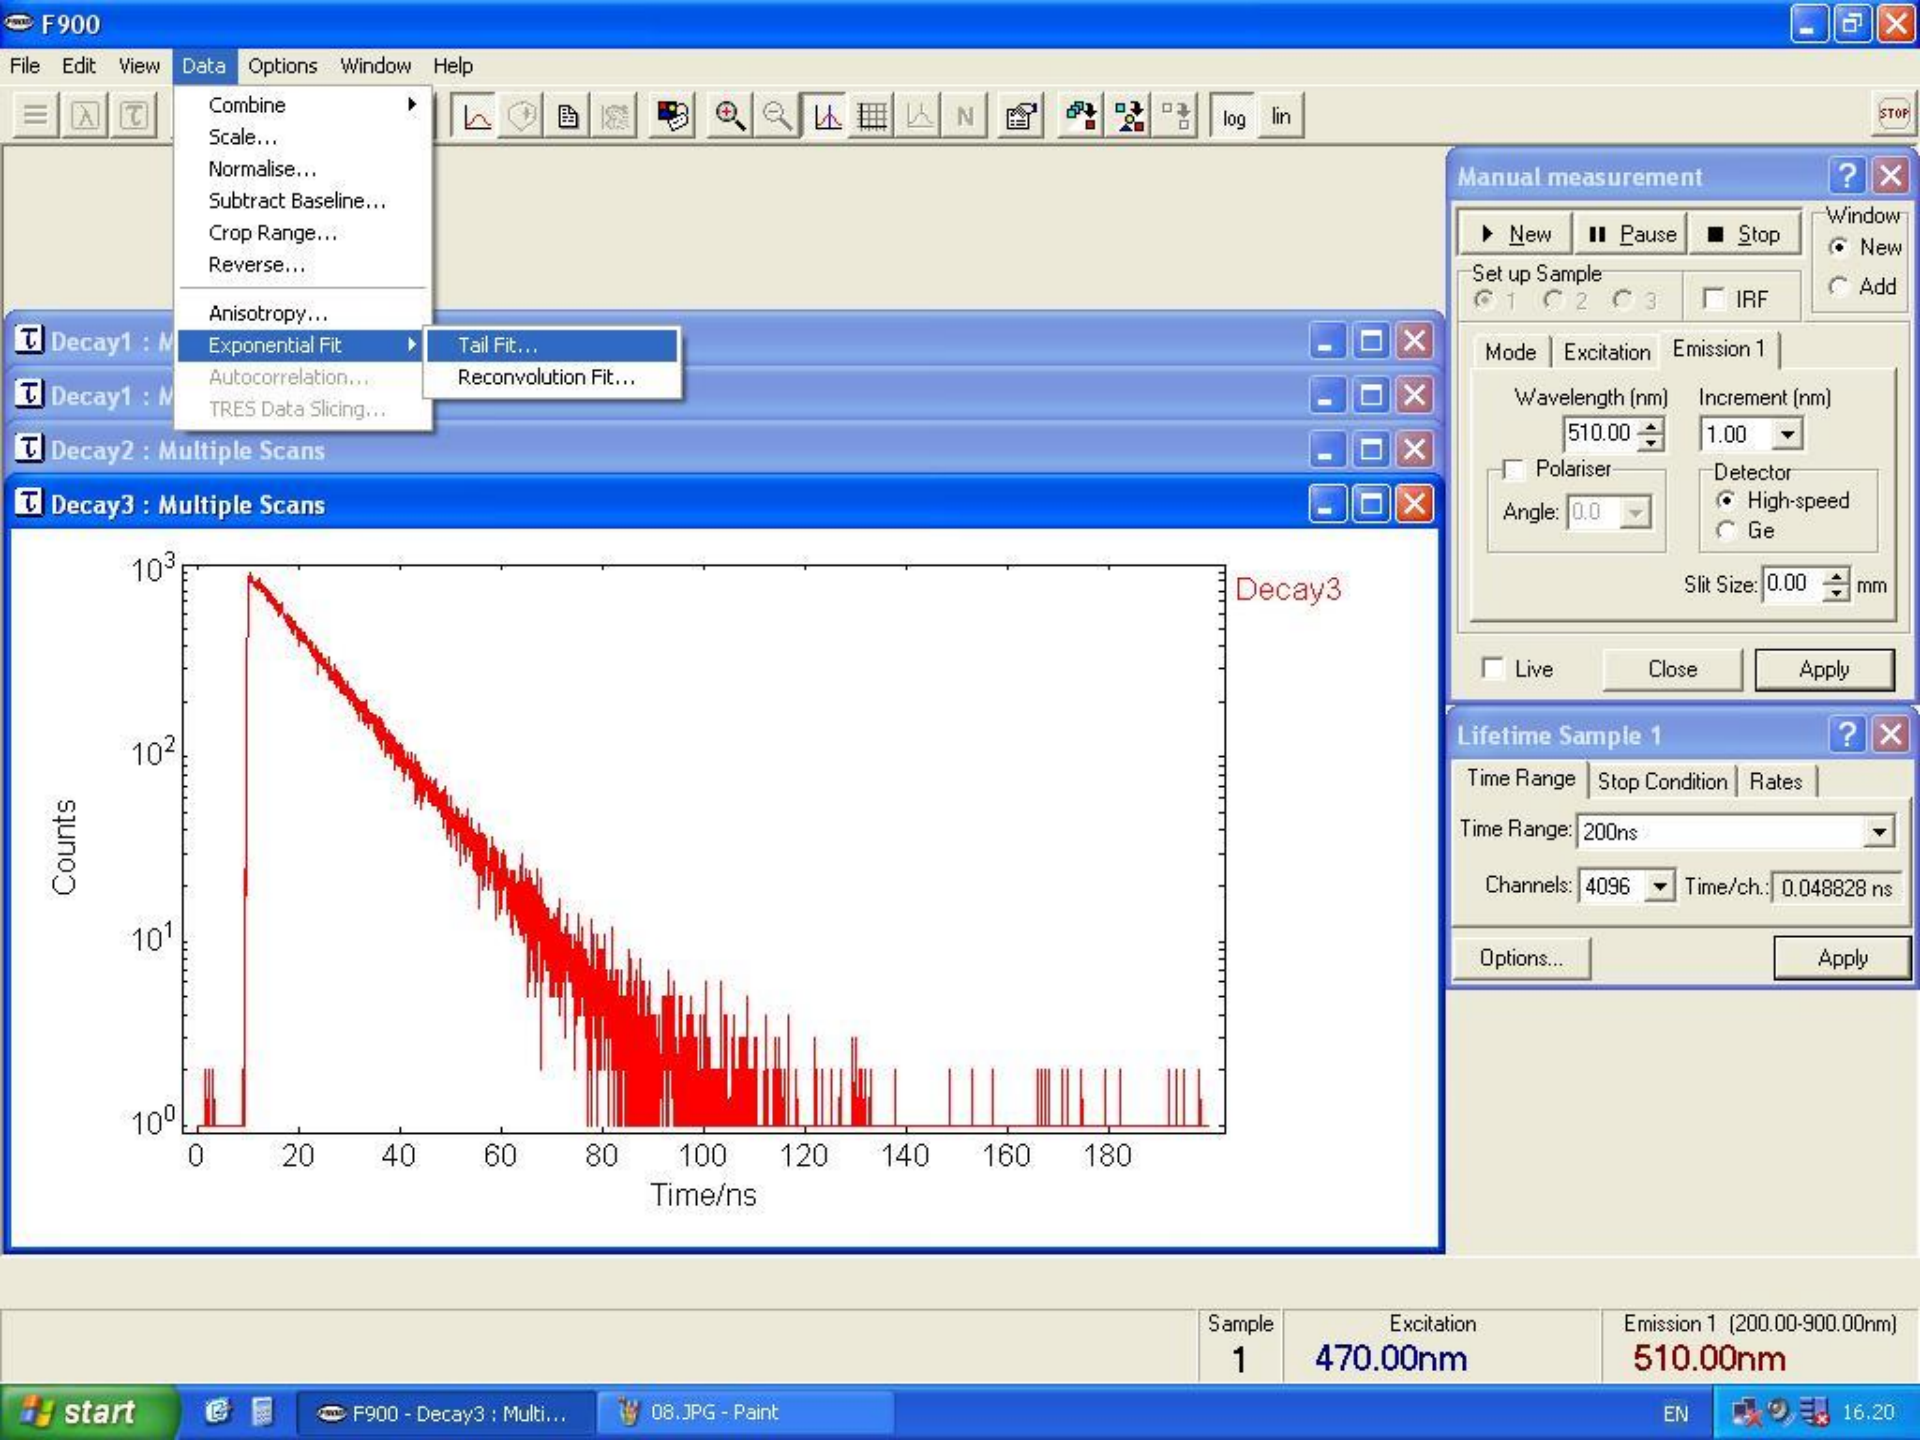 F900
File Edit View Data Options Window Help
log lin
STOP
Combine
Scale...
Normalise...
Subtract Baseline...
Crop Range...
Reverse...
Anisotropy...
Exponential Fit
Autocorrelation...
TRES Data Slicing...
Tail Fit...
Reconvolution Fit...
Decay1 : M
Decay1 : M
Decay2 : Multiple Scans
Decay3 : Multiple Scans
Decay3
Counts
10³
10²
10¹
10⁰
0 20 40 60 80 100 120 140 160 180
Time/ns
Manual measurement
New Pause Stop
Window
New
Add
Set up Sample
1 2 3
IRF
Mode Excitation Emission 1
Wavelength (nm) Increment (nm)
510.00 1.00
Polariser
Angle: 0.0
Detector
High-speed
Ge
Slit Size: 0.00 mm
Live Close Apply
Lifetime Sample 1
Time Range Stop Condition Rates
Time Range: 200ns
Channels: 4096 Time/ch.: 0.048828 ns
Options... Apply
Sample
1
Excitation
470.00nm
Emission 1 (200.00-900.00nm)
510.00nm
start
F900 - Decay3 : Multi...
08.JPG - Paint
EN
16.20